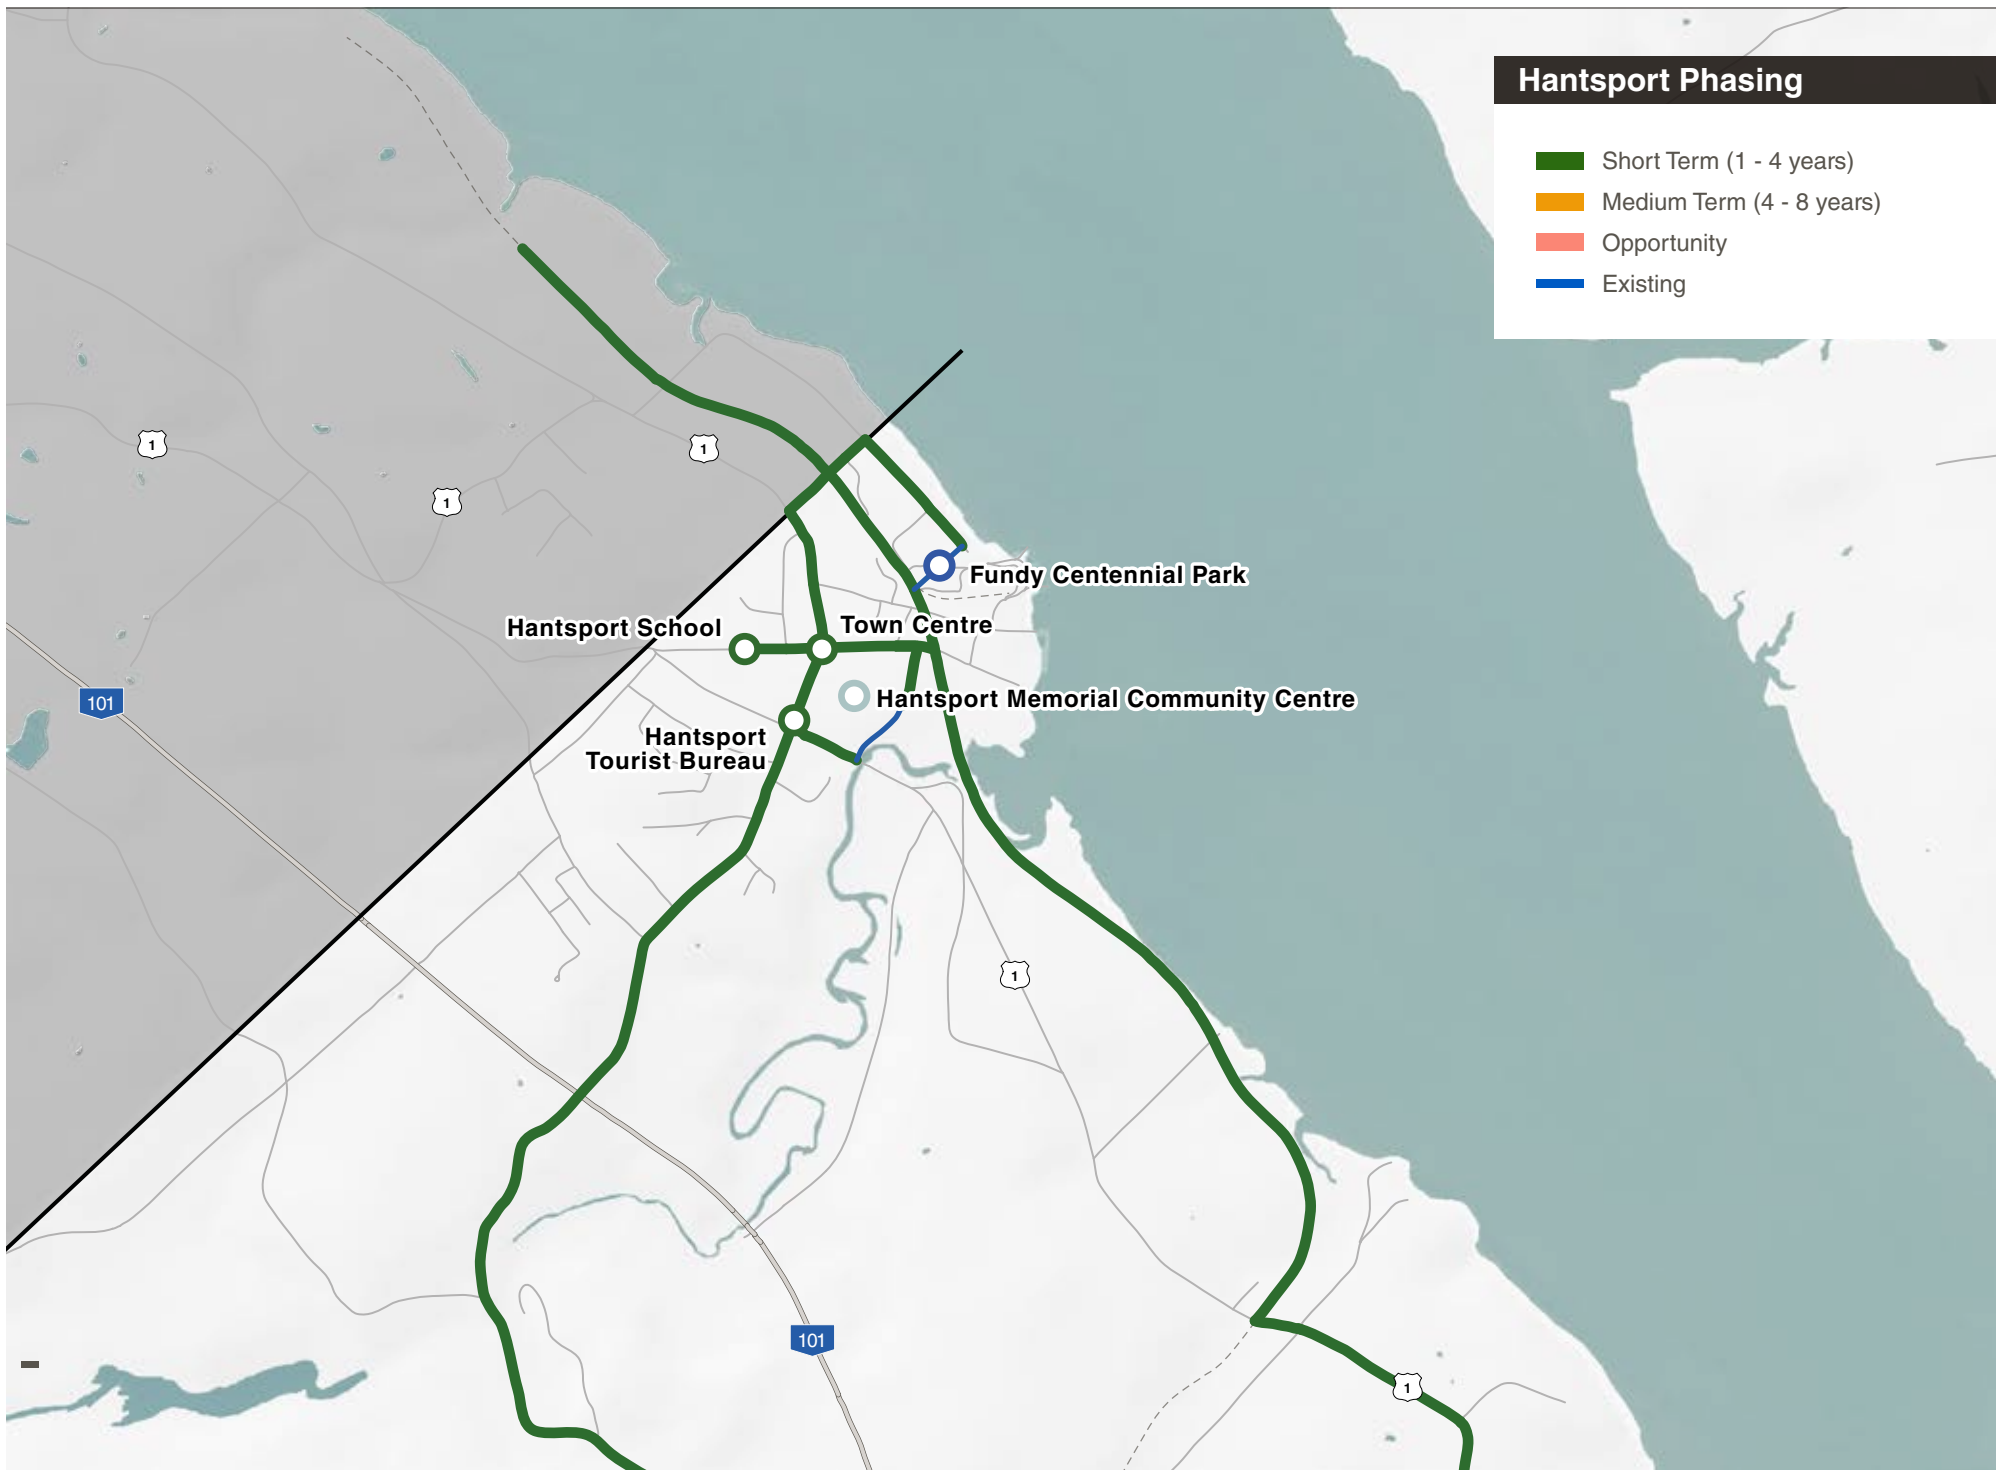 Hantsport Phasing
Short Term (1 - 4 years)
Medium Term (4 - 8 years)
Opportunity
Existing
1
1
1
Fundy Centennial Park
Hantsport School
Town Centre
101
Hantsport Memorial Community Centre
Hantsport
Tourist Bureau
1
101
1